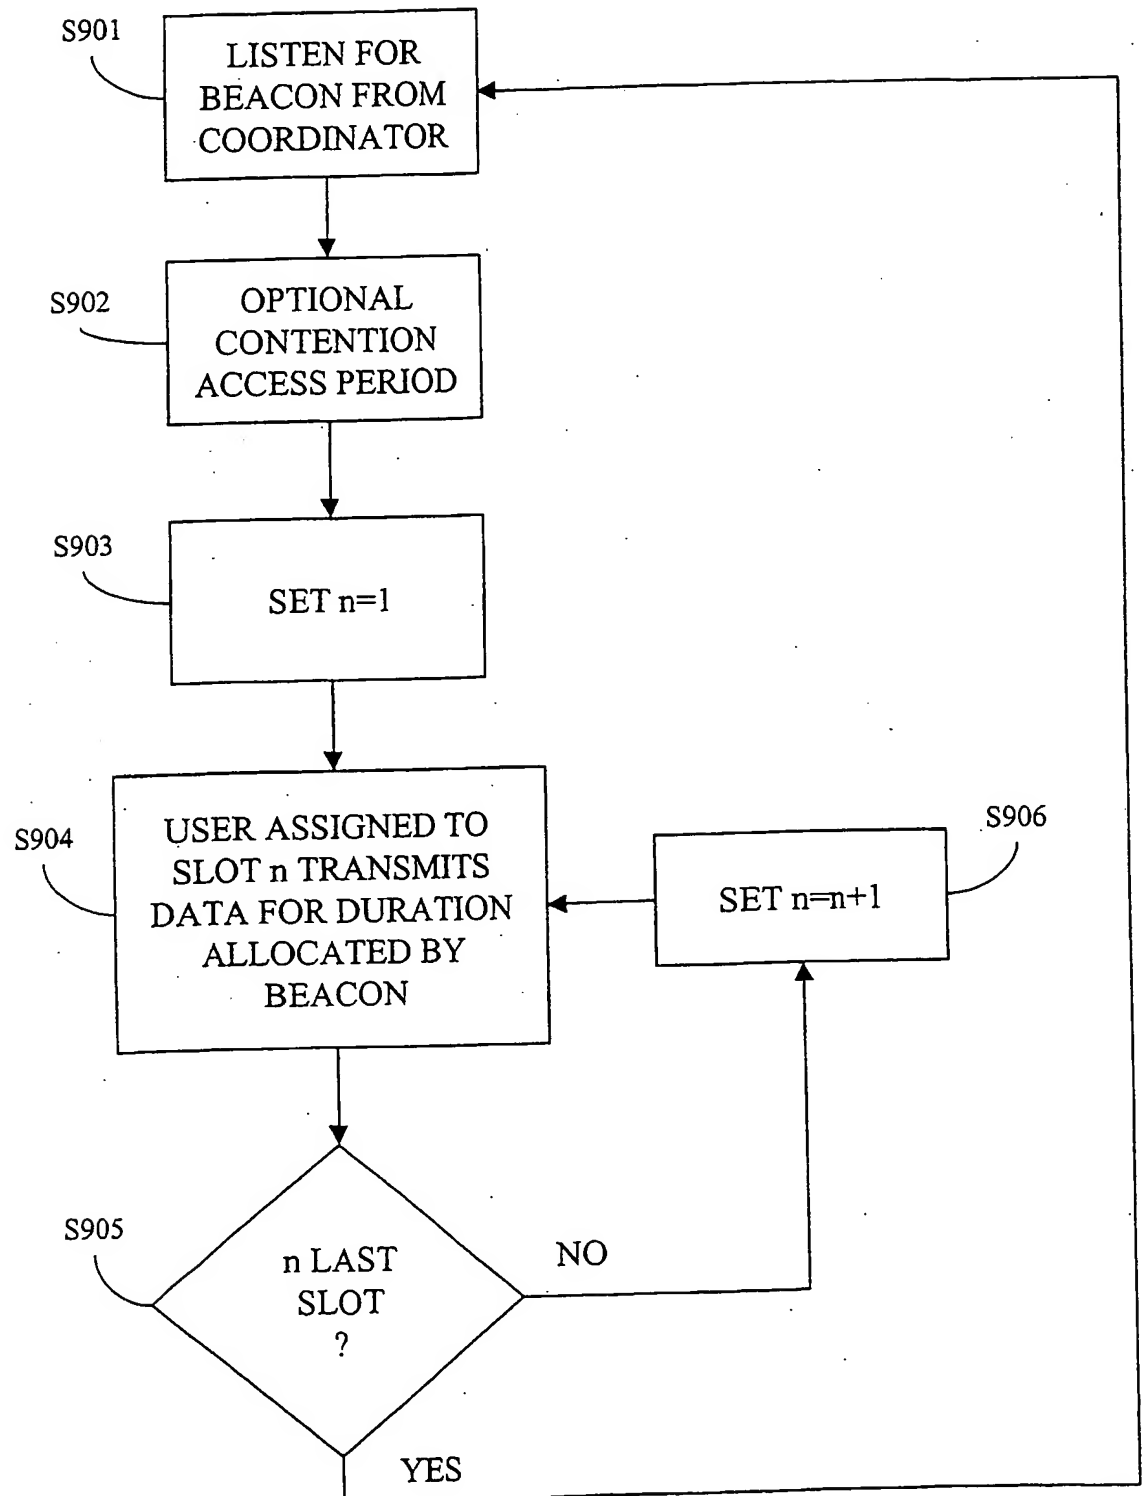 S901
LISTEN FOR
BEACON FROM
COORDINATOR
S902
OPTIONAL
CONTENTION
ACCESS PERIOD
S903
SET n=1
S904
USER ASSIGNED TO
SLOT n TRANSMITS
DATA FOR DURATION
ALLOCATED BY
BEACON
S906
SET n=n+1
S905
n LAST
SLOT
?
NO
YES